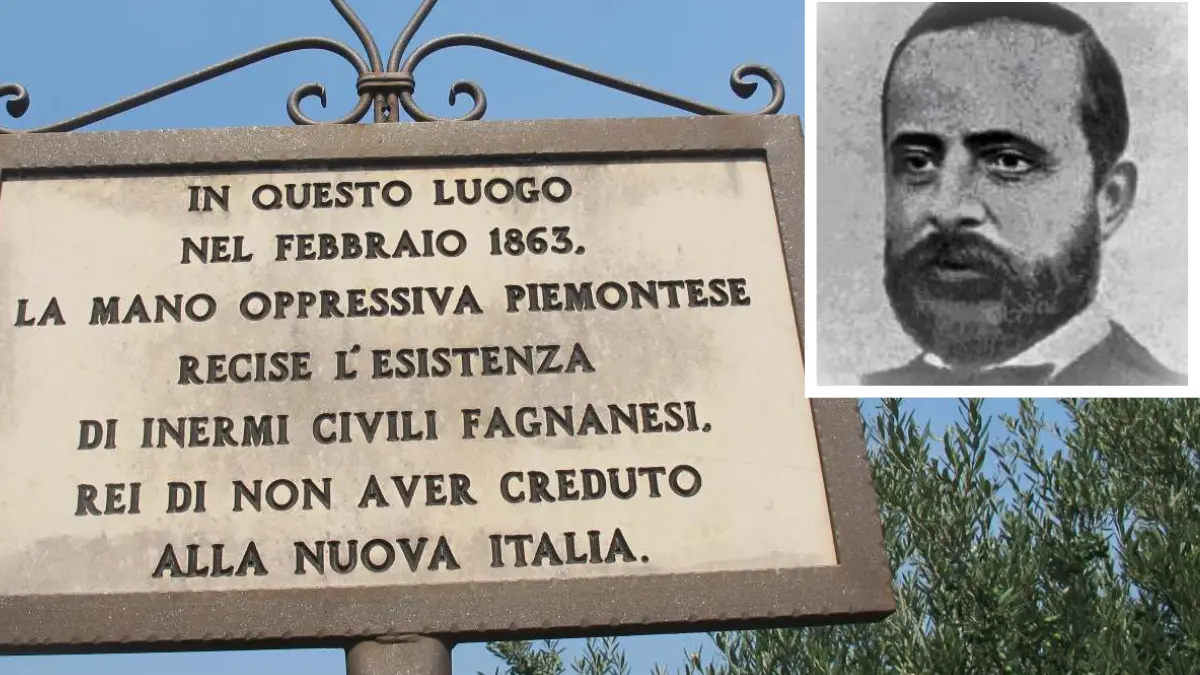 IN QUESTO LUOGO
NEL FEBBRAIO 1863.
LA MANO OPPRESSIVA PIEMONTESE
RECISE L'ESISTENZA
DI INERMI CIVILI FAGNANESI.
REI DI NON AVER CREDUTO
ALLA NUOVA ITALIA.